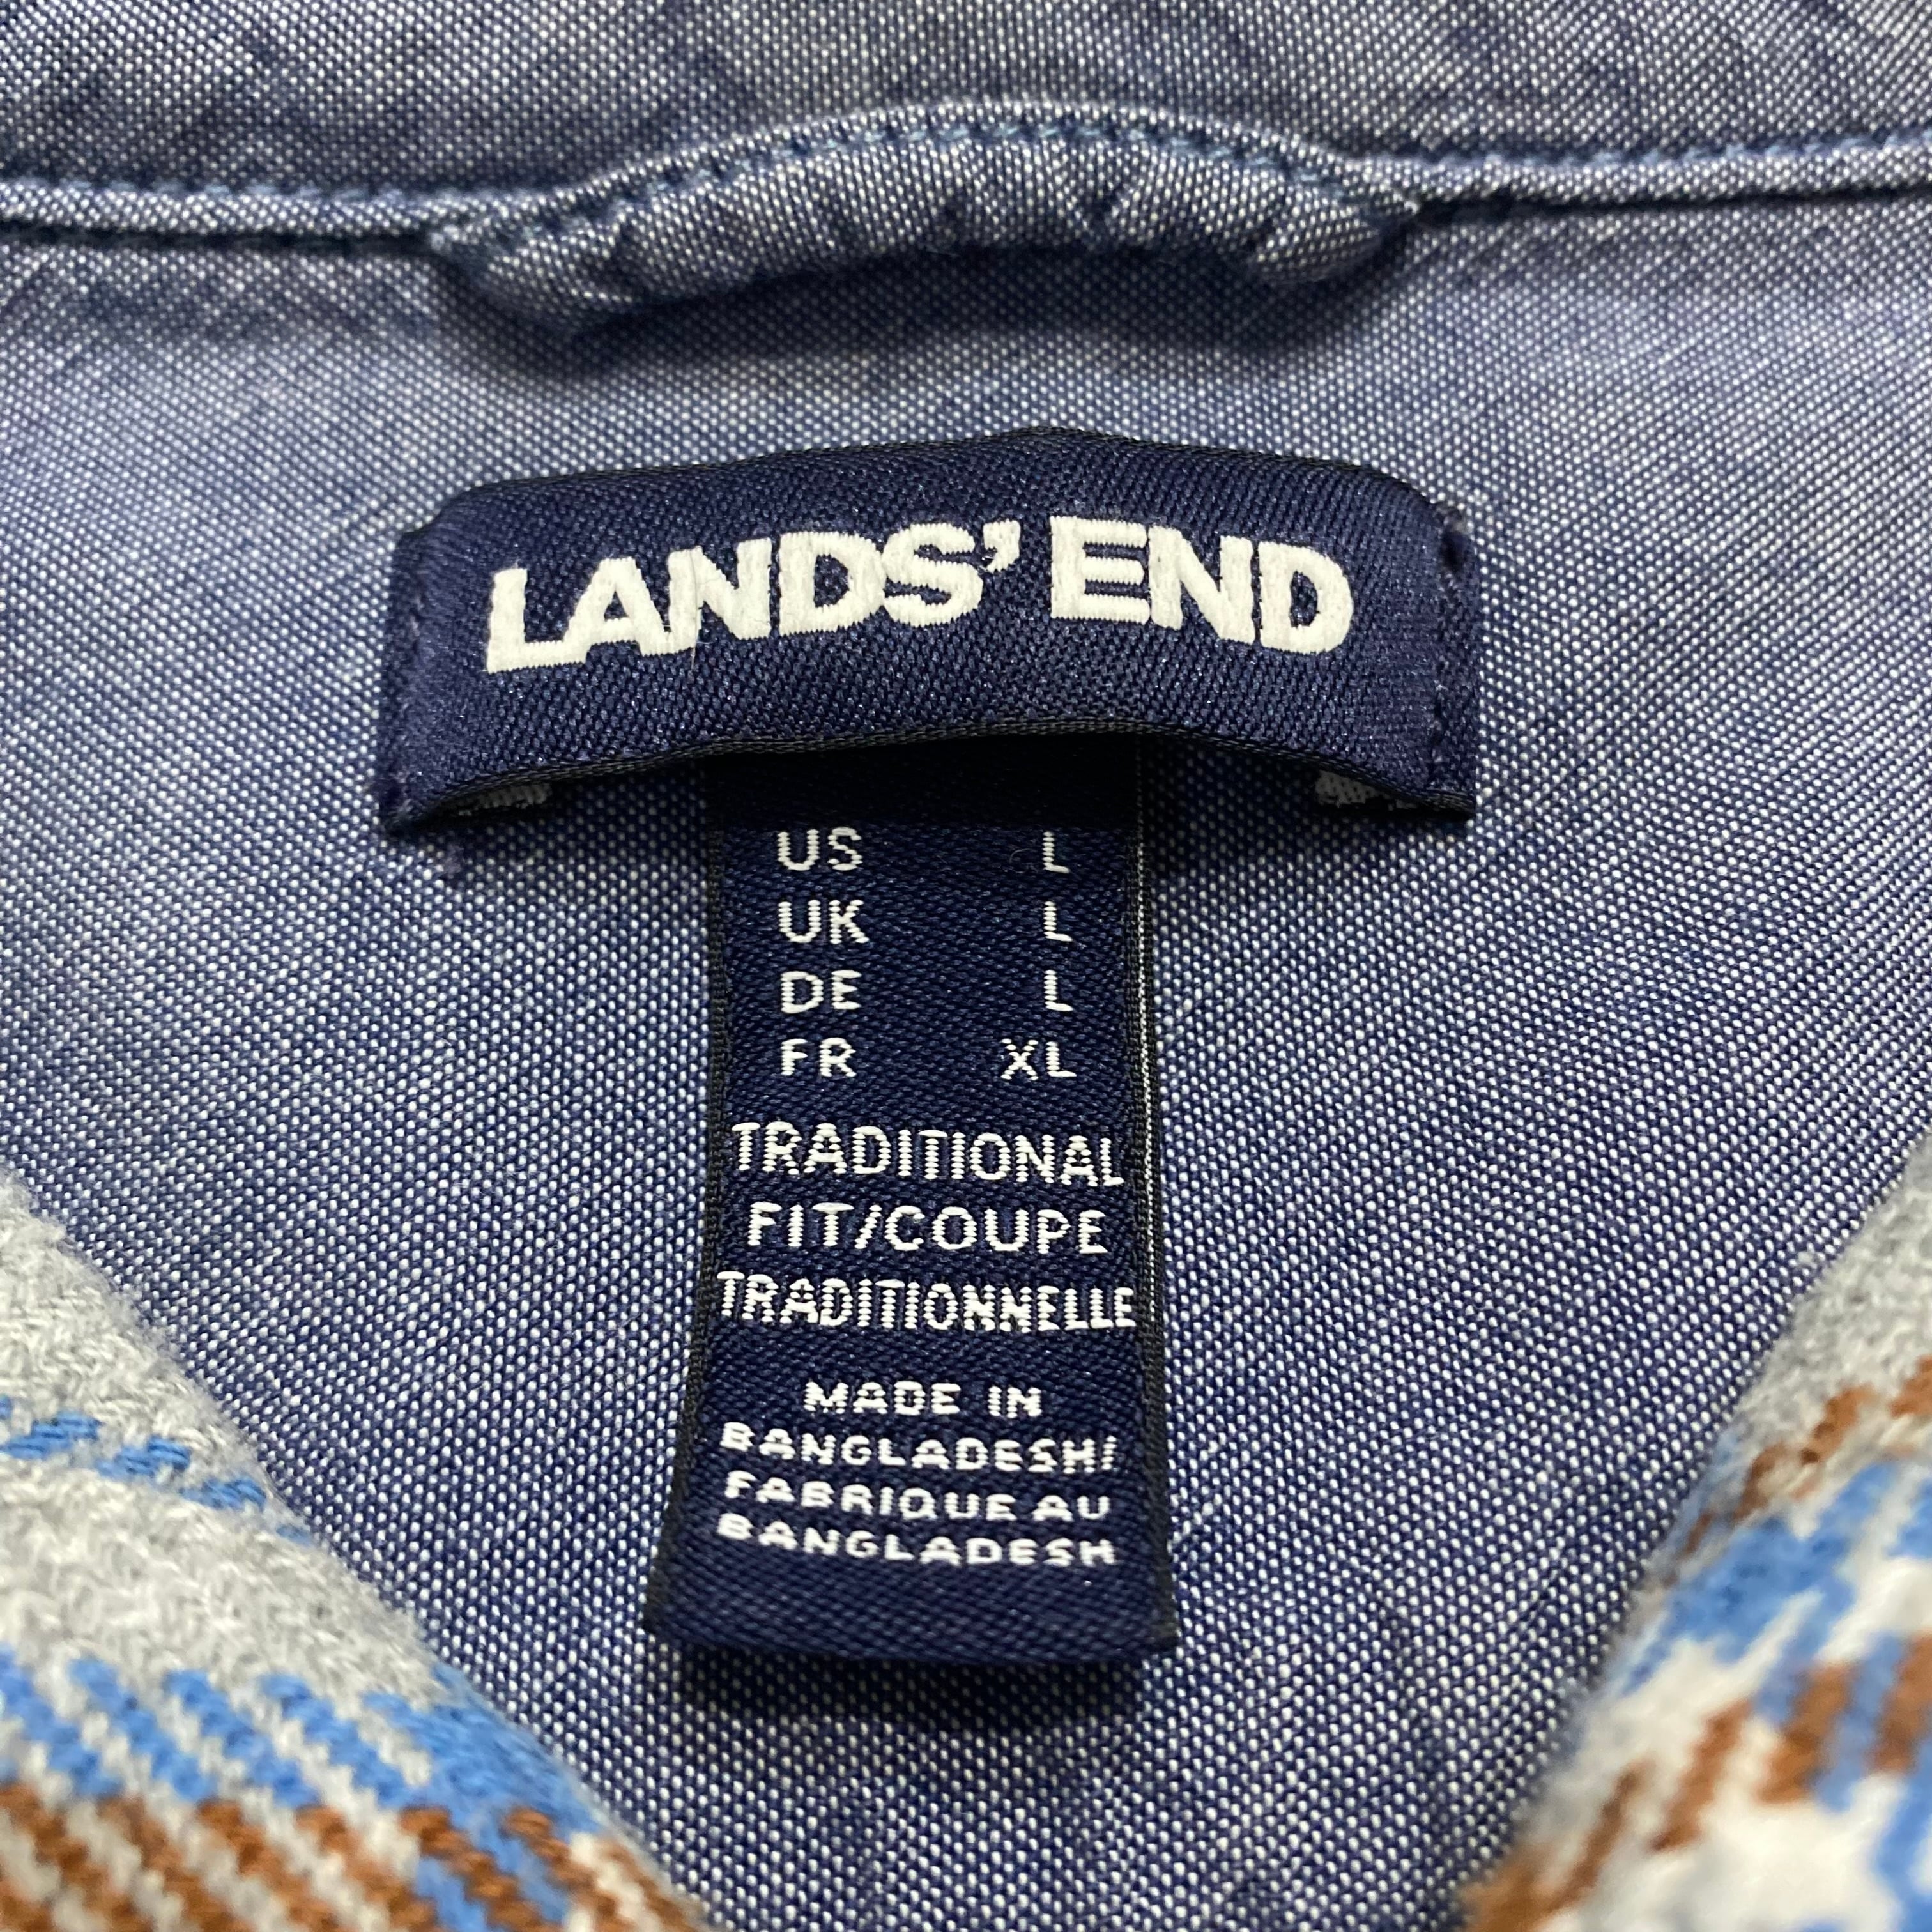 LANDS' END
US L
UK L
DE L
FR XL
TRADITIONAL
FIT/COUPE
TRADITIONNELLE
MADE IN
BANGLADESH/
FABRIQUE AU
BANGLADESH